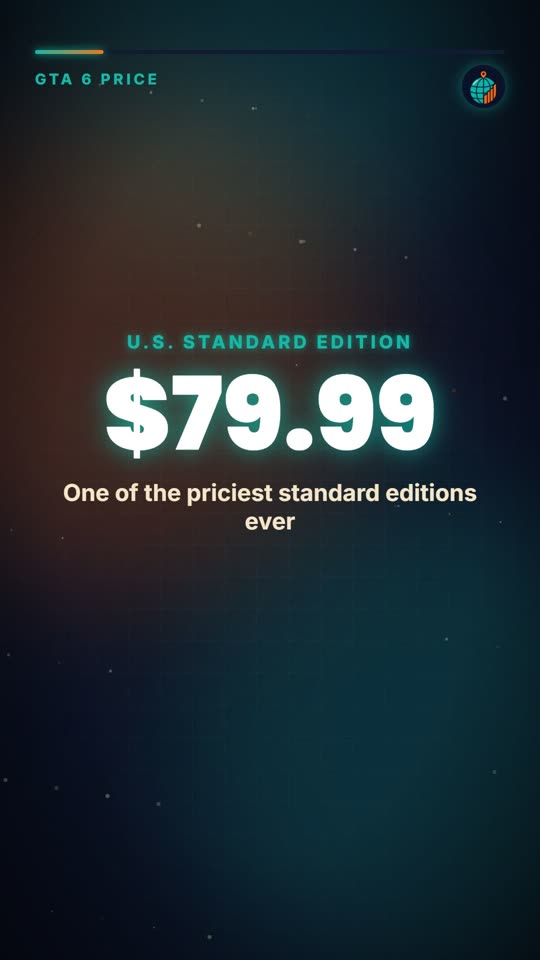 GTA 6 PRICE
U.S. STANDARD EDITION
$79.99
One of the priciest standard editions
ever